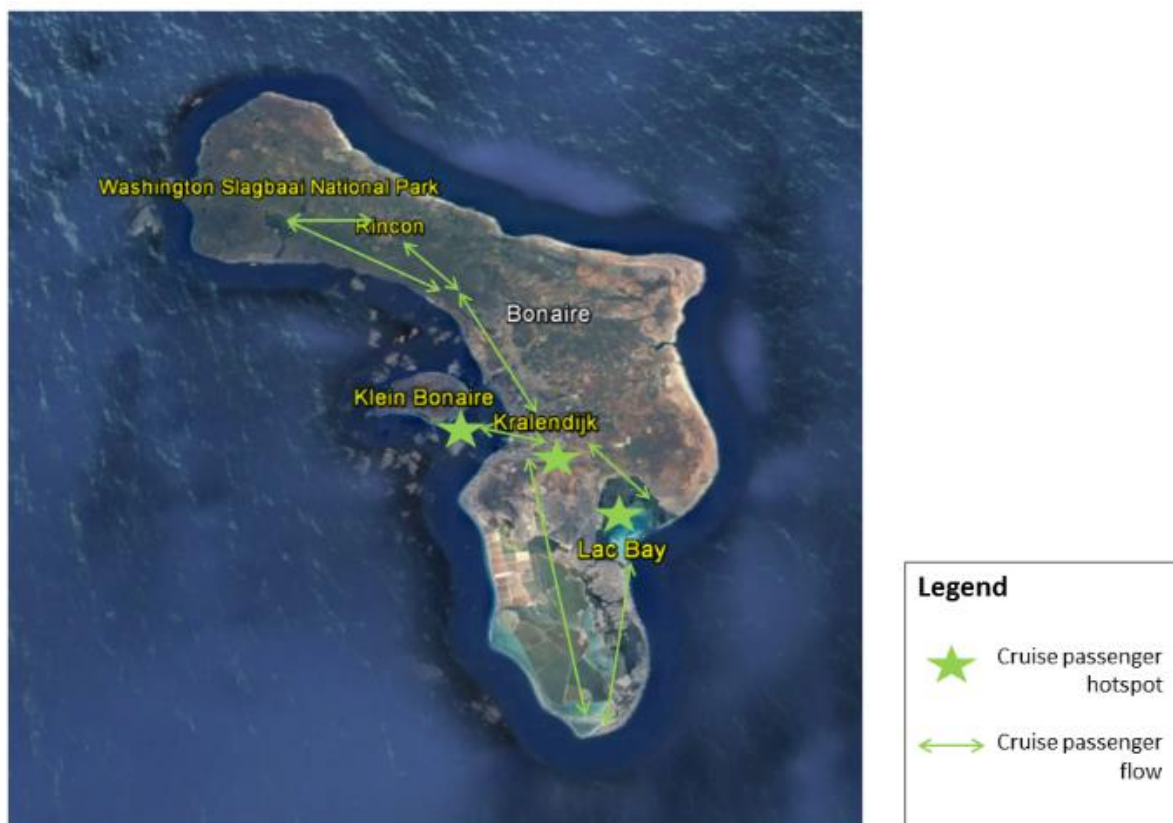 Washington Slagbaai National Park
Rincon
Bonaire
Klein Bonaire
Kralendijk
Lac Bay
Legend
Cruise passenger
hotspot
Cruise passenger
flow